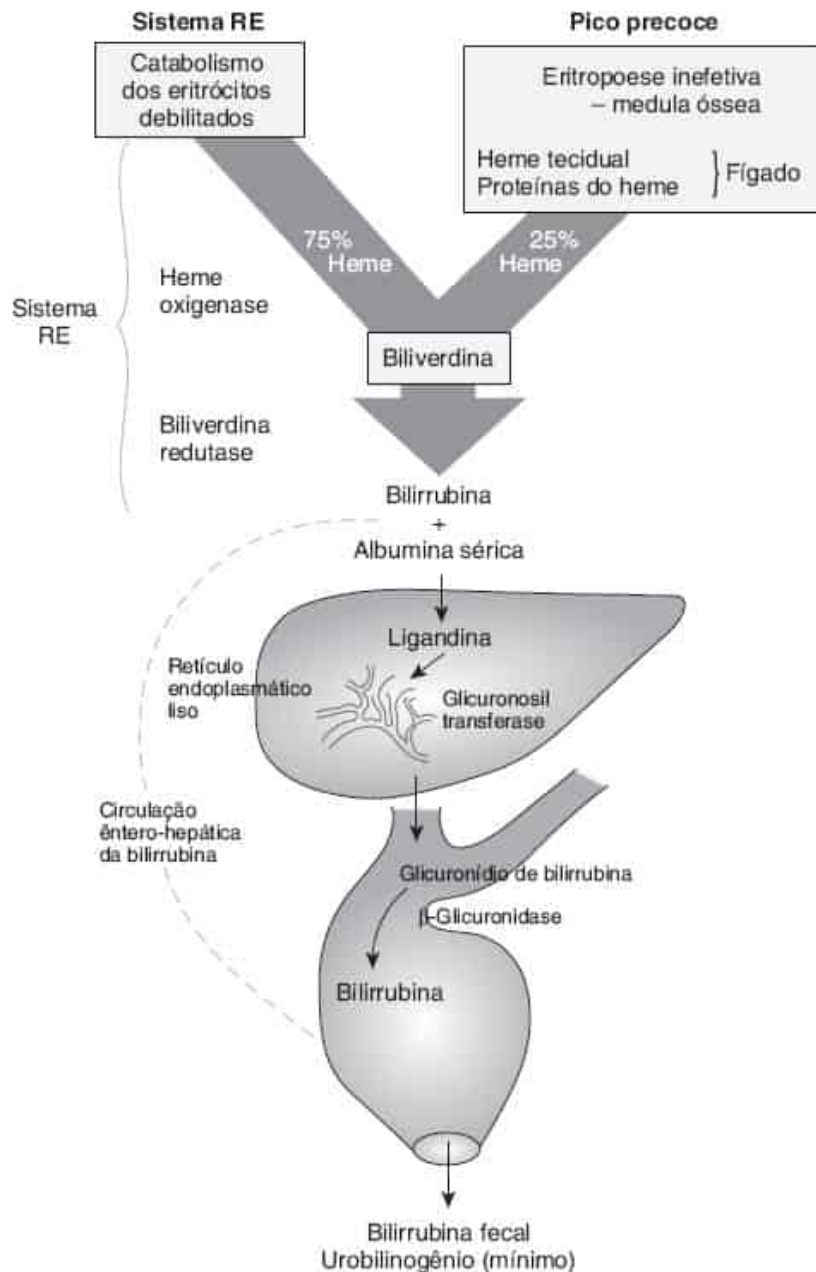 Sistema RE
Catabolismo
dos eritrócitos
debilitados
Pico precoce
Eritropoese inefetiva
– medula óssea
Heme tecidual
Proteínas do heme
} Fígado
75%
Heme
25%
Heme
Sistema
RE
Heme
oxigenase
Biliverdina
Biliverdina
redutase
Bilirrubina
+
Albumina sérica
Ligandina
Retículo
endoplasmático
liso
Glicuronosil
transferase
Circulação
êntero-hepática
da bilirrubina
Glicuronídio de bilirrubina
β-Glicuronidase
Bilirrubina
Bilirrubina fecal
Urobilinogênio (mínimo)